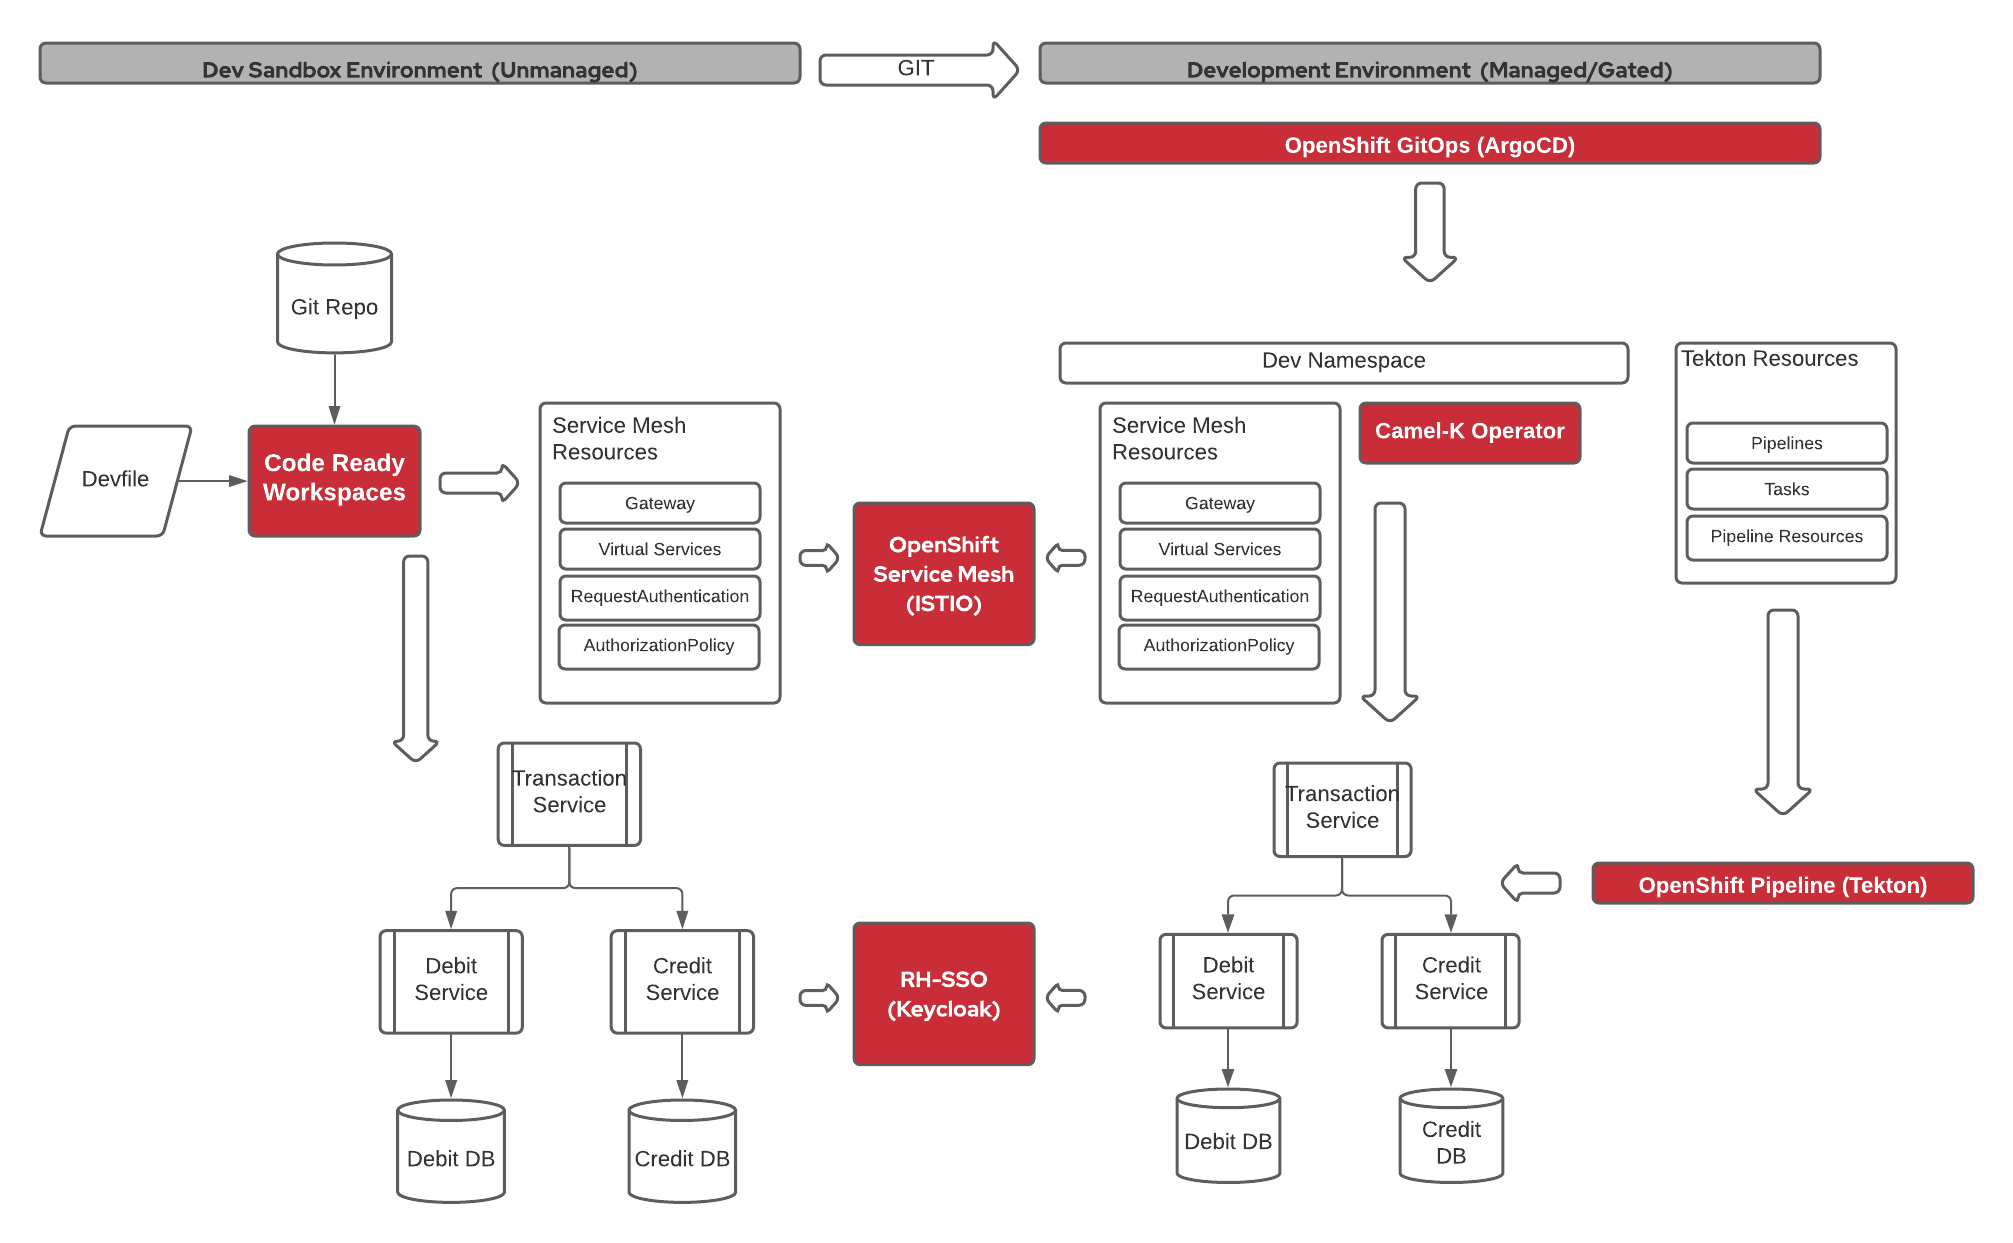 Dev Sandbox Environment (Unmanaged)
GIT
Development Environment (Managed/Gated)
OpenShift GitOps (ArgoCD)
Git Repo
Devfile
Code Ready
Workspaces
Service Mesh
Resources
Gateway
Virtual Services
RequestAuthentication
AuthorizationPolicy
OpenShift
Service Mesh
(ISTIO)
Dev Namespace
Service Mesh
Resources
Gateway
Virtual Services
RequestAuthentication
AuthorizationPolicy
Camel-K Operator
Tekton Resources
Pipelines
Tasks
Pipeline Resources
Transaction
Service
Debit
Service
Credit
Service
Debit DB
Credit DB
RH-SSO
(Keycloak)
Transaction
Service
Debit
Service
Credit
Service
Debit DB
Credit
DB
OpenShift Pipeline (Tekton)